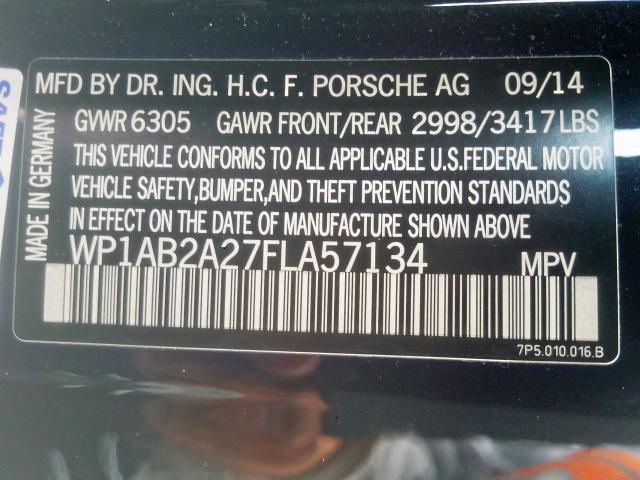 MFD BY DR. ING. H.C. F. PORSCHE AG 09/14
GVWR 6305 GAWR FRONT/REAR 2998/3417LBS
THIS VEHICLE CONFORMS TO ALL APPLICABLE U.S.FEDERAL MOTOR
VEHICLE SAFETY,BUMPER,AND THEFT PREVENTION STANDARDS
IN EFFECT ON THE DATE OF MANUFACTURE SHOWN ABOVE
WP1AB2A27FLA57134 MPV
7P5.010.016.B
MADE IN GERMANY